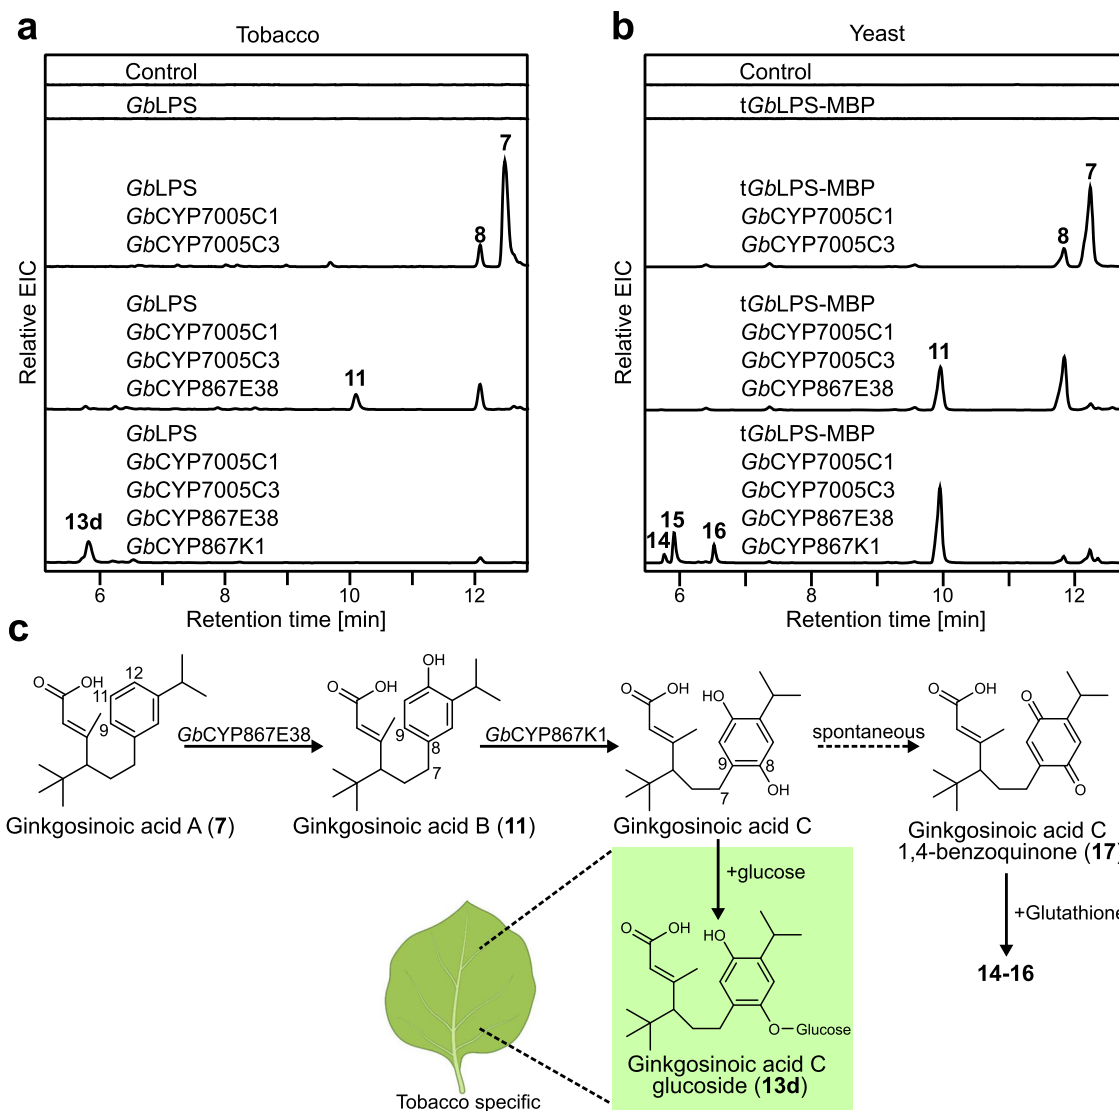 a
Tobacco
Control
GbLPS
7
GbLPS
GbCYP7005C1
GbCYP7005C3
8
GbLPS
GbCYP7005C1
GbCYP7005C3
GbCYP867E38
11
GbLPS
GbCYP7005C1
GbCYP7005C3
GbCYP867E38
GbCYP867K1
13d
Relative EIC
6 8 10 12
Retention time [min]
b
Yeast
Control
tGbLPS-MBP
7
tGbLPS-MBP
GbCYP7005C1
GbCYP7005C3
8
tGbLPS-MBP
GbCYP7005C1
GbCYP7005C3
GbCYP867E38
11
tGbLPS-MBP
GbCYP7005C1
GbCYP7005C3
GbCYP867E38
GbCYP867K1
14 15 16
Relative EIC
6 8 10 12
Retention time [min]
c
O OH
12
11
9
Ginkgosinoic acid A (7)
GbCYP867E38
OH
O OH
9
8
7
Ginkgosinoic acid B (11)
GbCYP867K1
O OH
HO
9
8
OH
7
Ginkgosinoic acid C
spontaneous
O OH
O
O
Ginkgosinoic acid C
1,4-benzoquinone (17)
+Glutathione
14-16
+glucose
O OH
HO
O Glucose
Ginkgosinoic acid C
glucoside (13d)
Tobacco specific